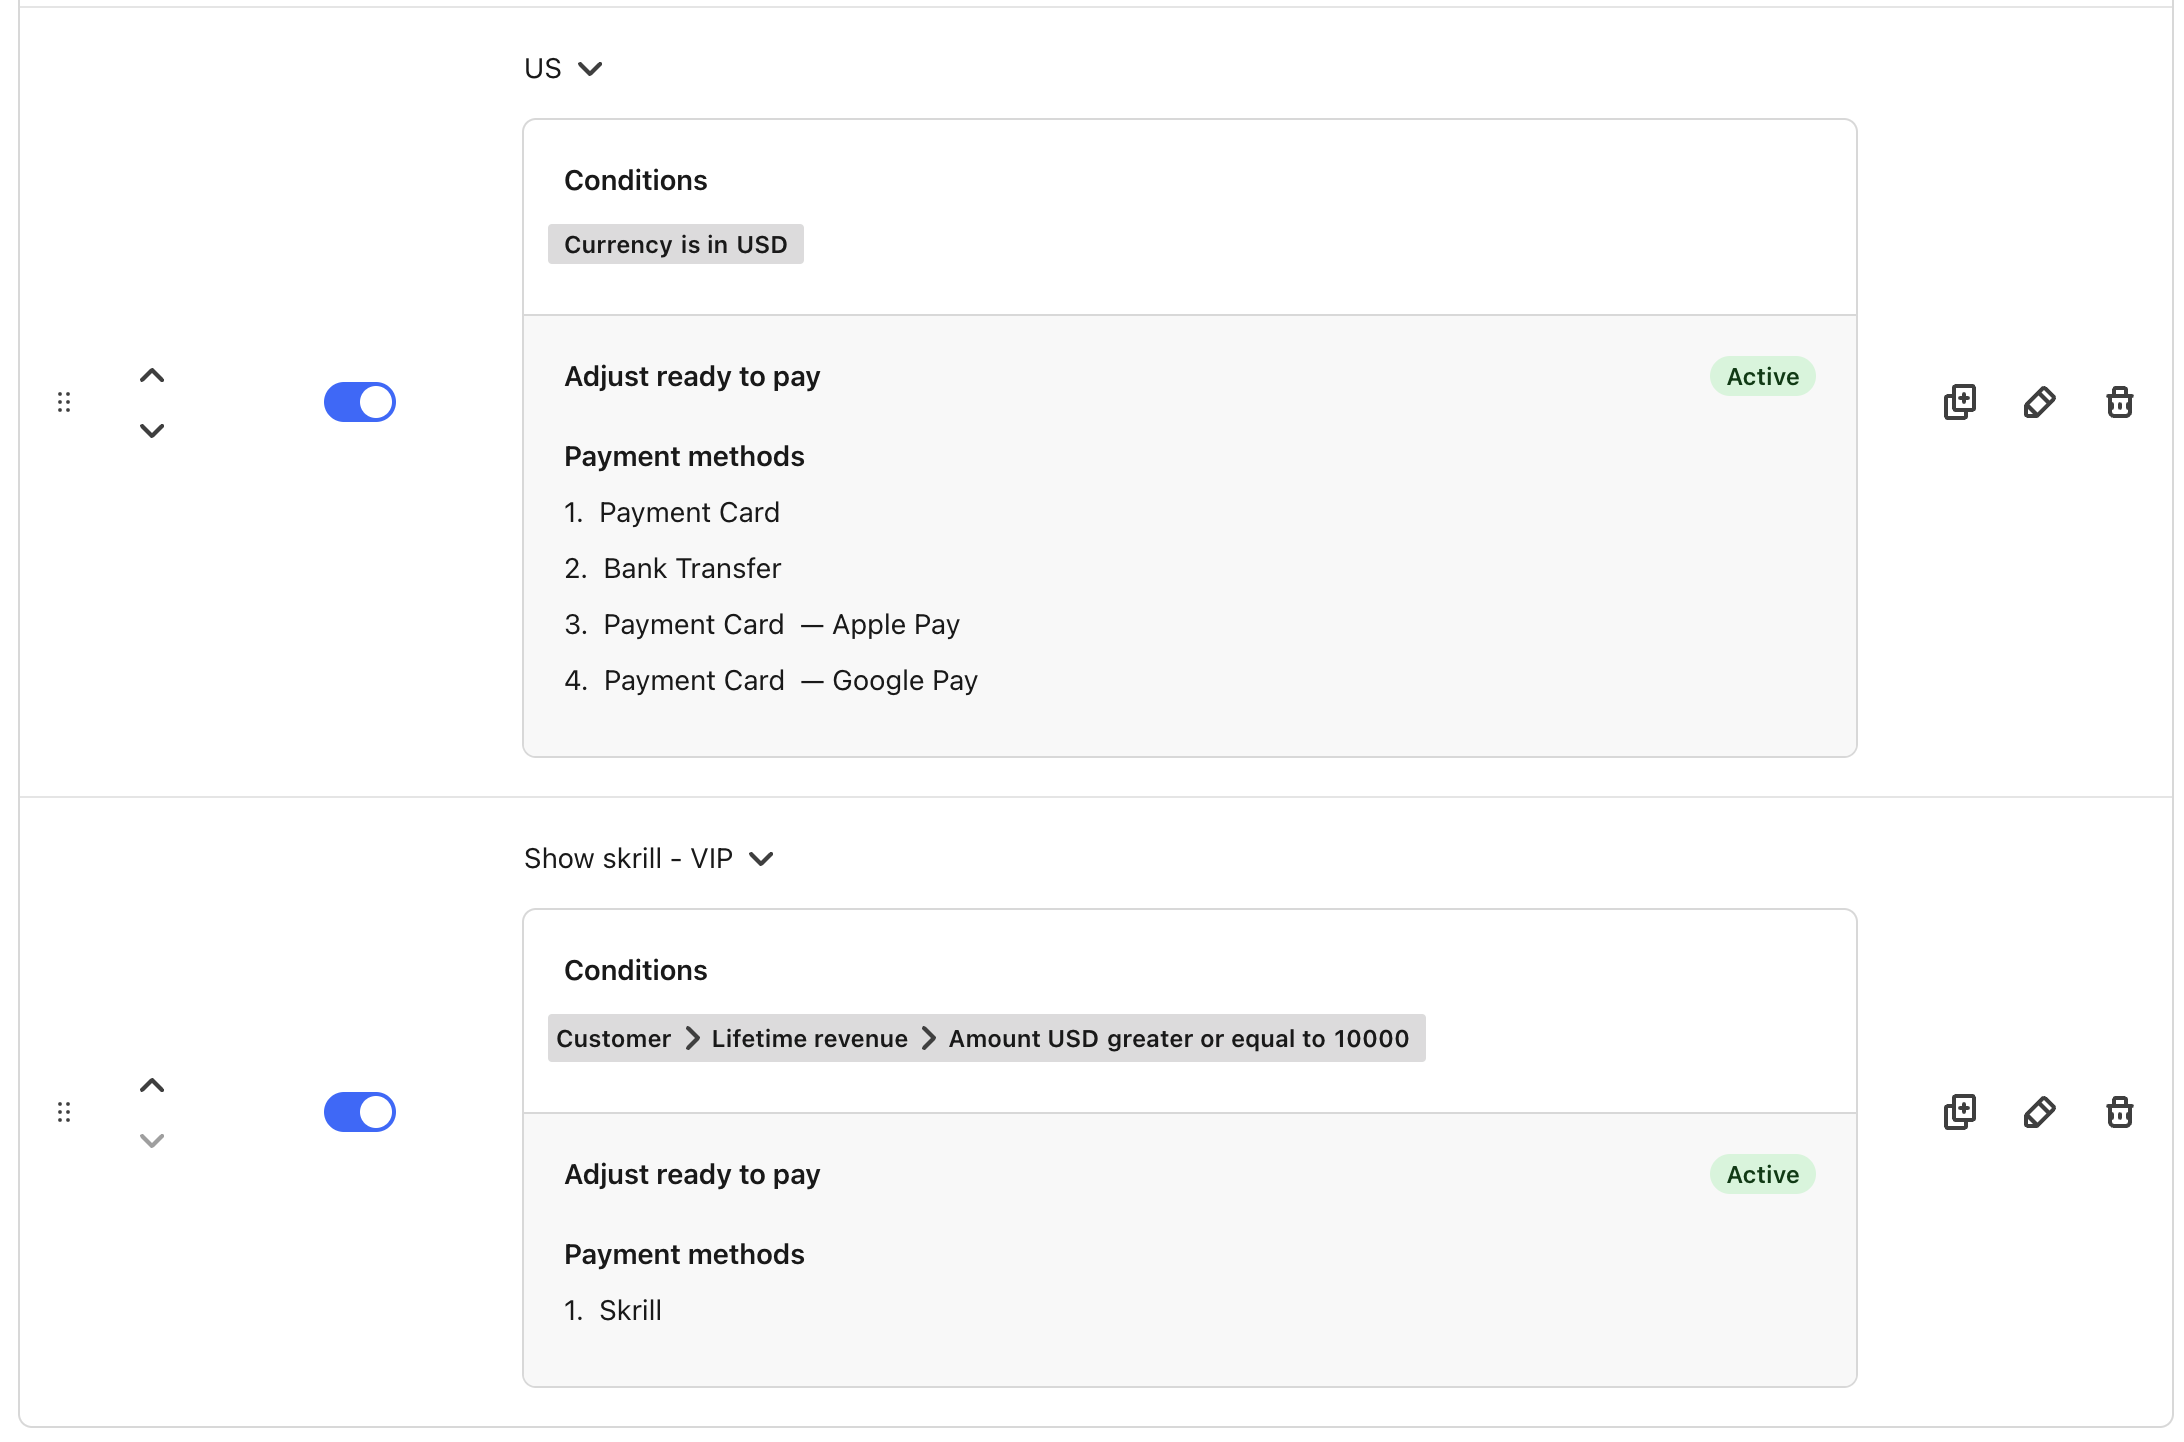 US
Conditions
Currency is in USD
Adjust ready to pay
Active
Payment methods
1. Payment Card
2. Bank Transfer
3. Payment Card — Apple Pay
4. Payment Card — Google Pay
Show skrill - VIP
Conditions
Customer > Lifetime revenue > Amount USD greater or equal to 10000
Adjust ready to pay
Active
Payment methods
1. Skrill